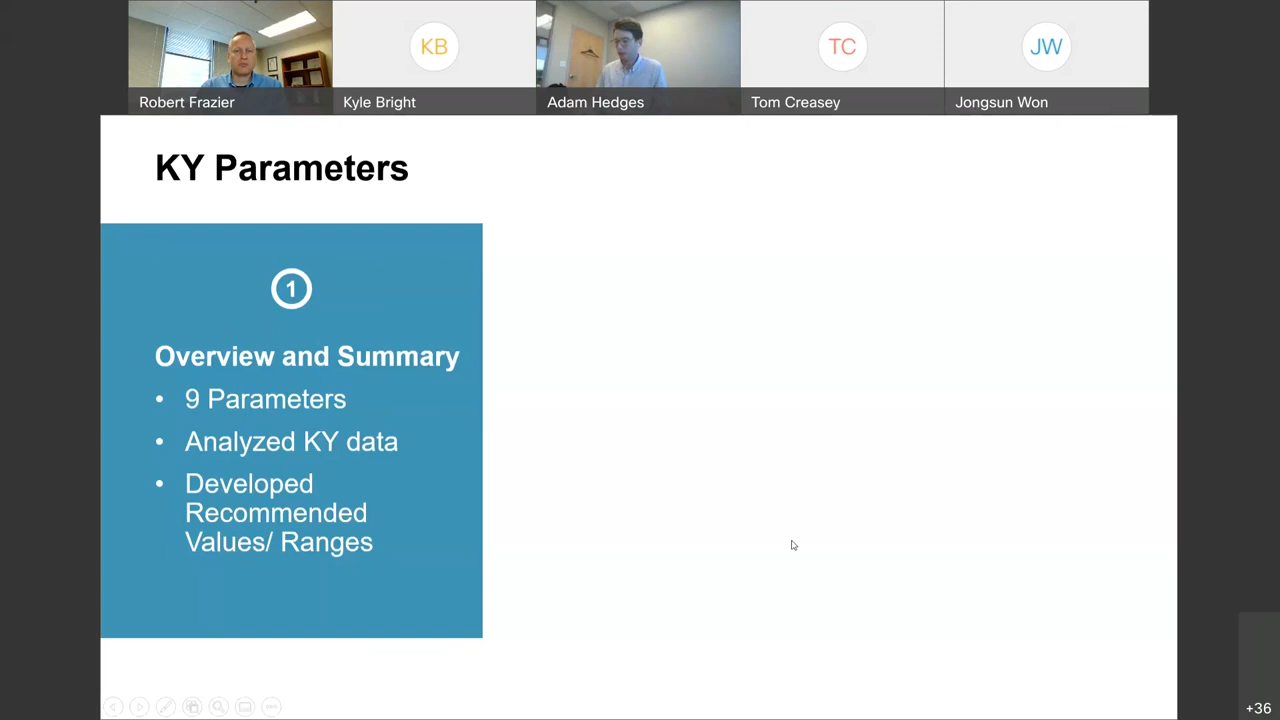 KB
TC
JW
Robert Frazier
Kyle Bright
Adam Hedges
Tom Creasey
Jongsun Won
KY Parameters
1
Overview and Summary
• 9 Parameters
• Analyzed KY data
• Developed
Recommended
Values/ Ranges
+36